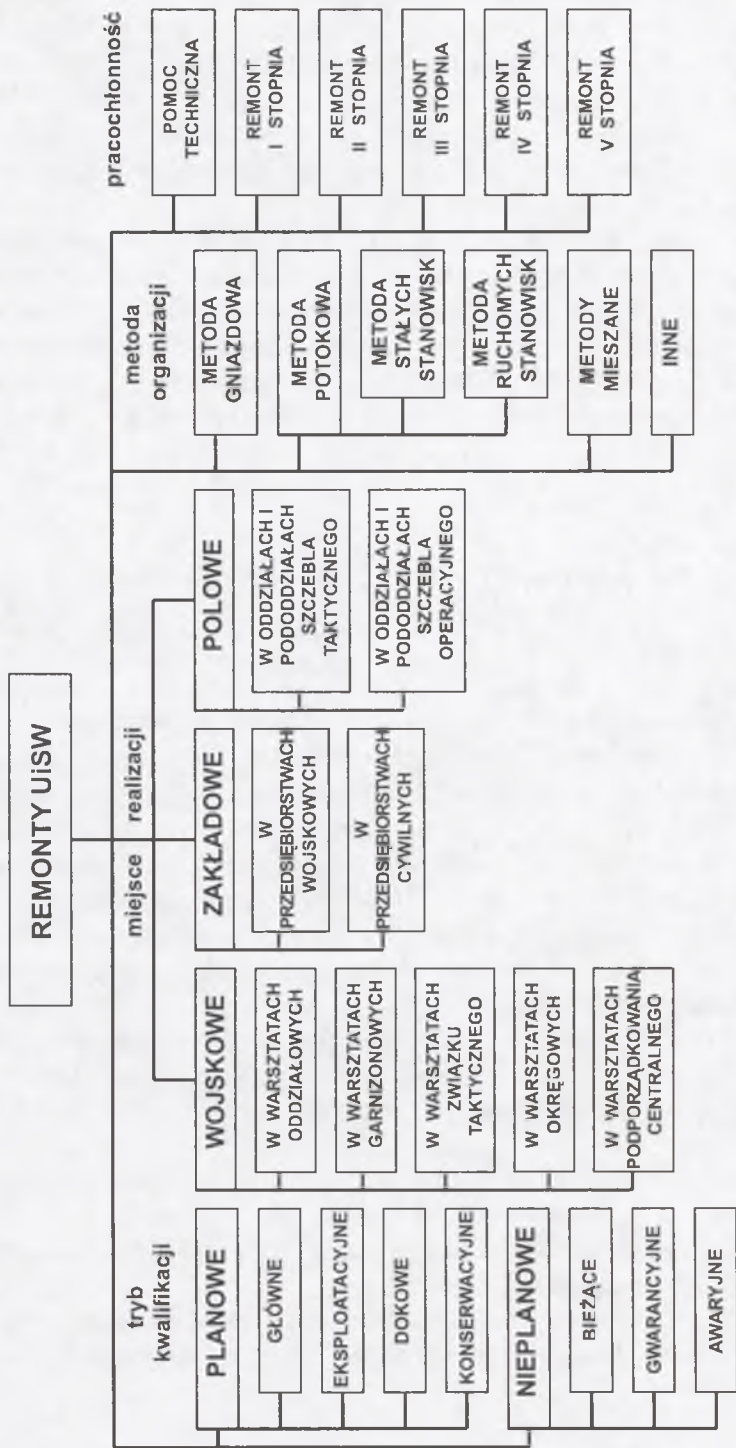 REMONTY UiSW
tryb
kwalifikacji
PLANOWE
GŁÓWNE
EKSPLOATACYJNE
DOKOWE
KONSERWACYJNE
NIEPLANOWE
BIEŻĄCE
GWARANCYJNE
AWARYJNE
miejsce realizacji
WOJSKOWE
W WARSZTATACH
ODDZIAŁOWYCH
W WARSZTATACH
GARNIZONOWYCH
W WARSZTATACH
ZWIĄZKU
TAKTYCZNEGO
W WARSZTATACH
OKRĘGOWYCH
W WARSZTATACH
PODPORZĄDKOWANIA
CENTRALNEGO
ZAKŁADOWE
W
PRZEDSIĘBIORSTWACH
WOJSKOWYCH
W
PRZEDSIĘBIORSTWACH
CYWILNYCH
POLOWE
W ODDZIAŁACH I
PODODDZIAŁACH
SZCZEBLA
TAKTYCZNEGO
W ODDZIAŁACH I
PODODDZIAŁACH
SZCZEBLA
OPERACYJNEGO
metoda
organizacji
METODA
GNIAZDOWA
METODA
POTOKOWA
METODA
STAŁYCH
STANOWISK
METODA
RUCHOMYCH
STANOWISK
METODY
MIESZANE
INNE
pracochłonność
POMOC
TECHNICZNA
REMONT
I STOPNIA
REMONT
II STOPNIA
REMONT
III STOPNIA
REMONT
IV STOPNIA
REMONT
V STOPNIA